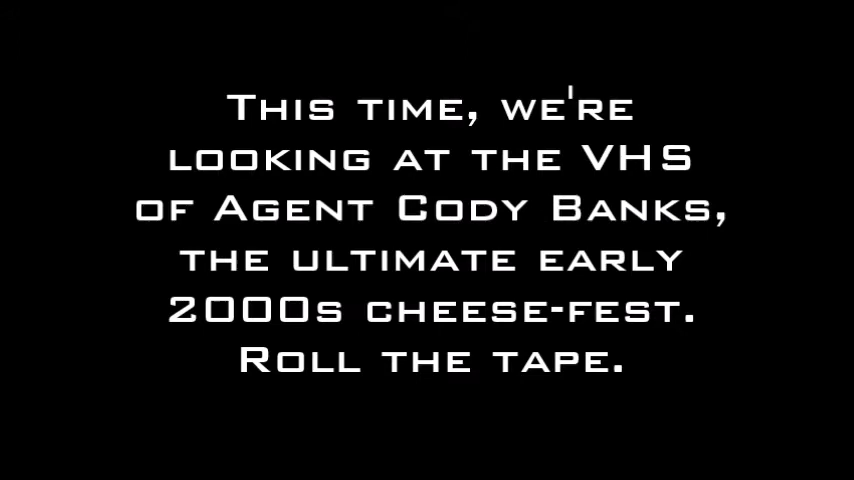 This time, we're
looking at the VHS
of Agent Cody Banks,
the ultimate early
2000s cheese-fest.
Roll the tape.